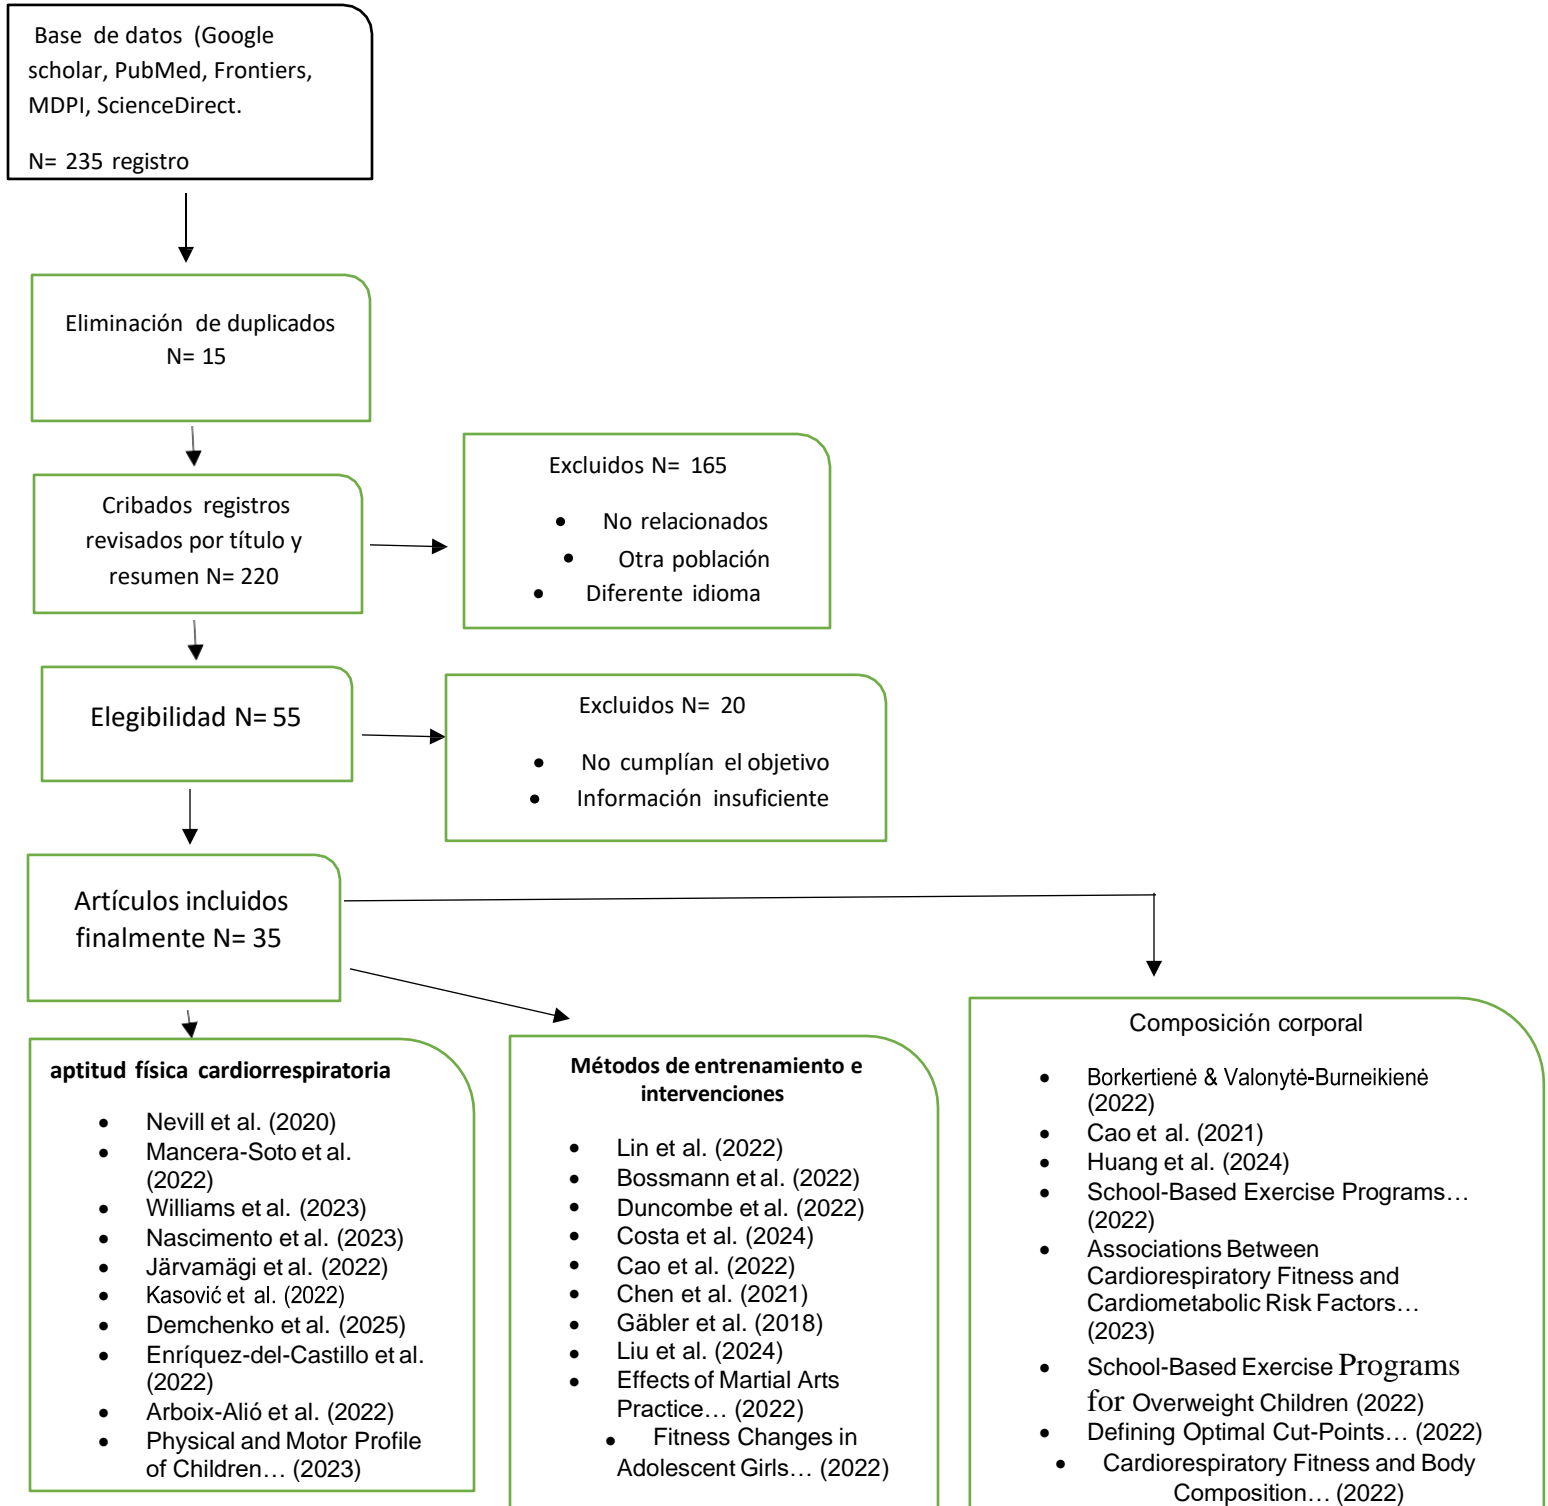 Base de datos (Google
scholar, PubMed, Frontiers,
MDPI, ScienceDirect.
N= 235 registro
Eliminación de duplicados
N= 15
Cribados registros
revisados por título y
resumen N= 220
Excluidos N= 165
• No relacionados
• Otra población
• Diferente idioma
Elegibilidad N= 55
Excluidos N= 20
• No cumplían el objetivo
• Información insuficiente
Artículos incluidos
finalmente N= 35
aptitud física cardiorrespiratoria
• Nevill et al. (2020)
• Mancera-Soto et al.
(2022)
• Williams et al. (2023)
• Nascimento et al. (2023)
• Järvamägi et al. (2022)
• Kasović et al. (2022)
• Demchenko et al. (2025)
• Enríquez-del-Castillo et al.
(2022)
• Arboix-Alió et al. (2022)
• Physical and Motor Profile
of Children… (2023)
Métodos de entrenamiento e
intervenciones
• Lin et al. (2022)
• Bossmann et al. (2022)
• Duncombe et al. (2022)
• Costa et al. (2024)
• Cao et al. (2022)
• Chen et al. (2021)
• Gäbler et al. (2018)
• Liu et al. (2024)
• Effects of Martial Arts
Practice… (2022)
• Fitness Changes in
Adolescent Girls… (2022)
Composición corporal
• Borkertienė & Valonytė-Burneikienė
(2022)
• Cao et al. (2021)
• Huang et al. (2024)
• School-Based Exercise Programs…
(2022)
• Associations Between
Cardiorespiratory Fitness and
Cardiometabolic Risk Factors…
(2023)
• School-Based Exercise Programs
for Overweight Children (2022)
• Defining Optimal Cut-Points… (2022)
• Cardiorespiratory Fitness and Body
Composition… (2022)